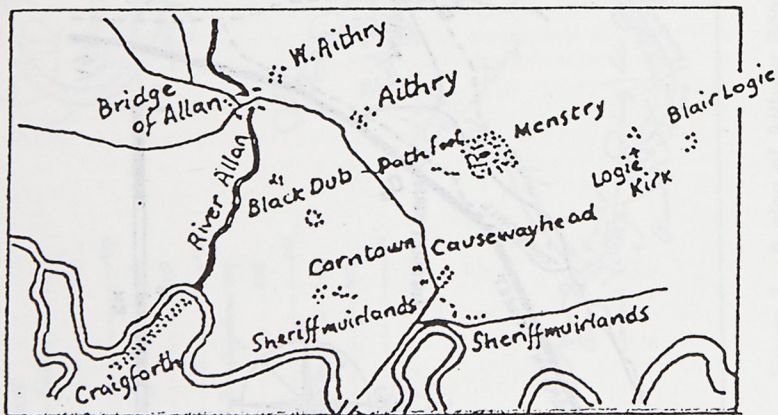 W. Aithry
Aithry
Bridge
of Allan
Blair Logie
Menstry
Pathfoot
River Allan
Logie
Kirk
Black Dub
Causewayhead
Corntown
Sheriffmuirlands
Sheriffmuirlands
Craigforth